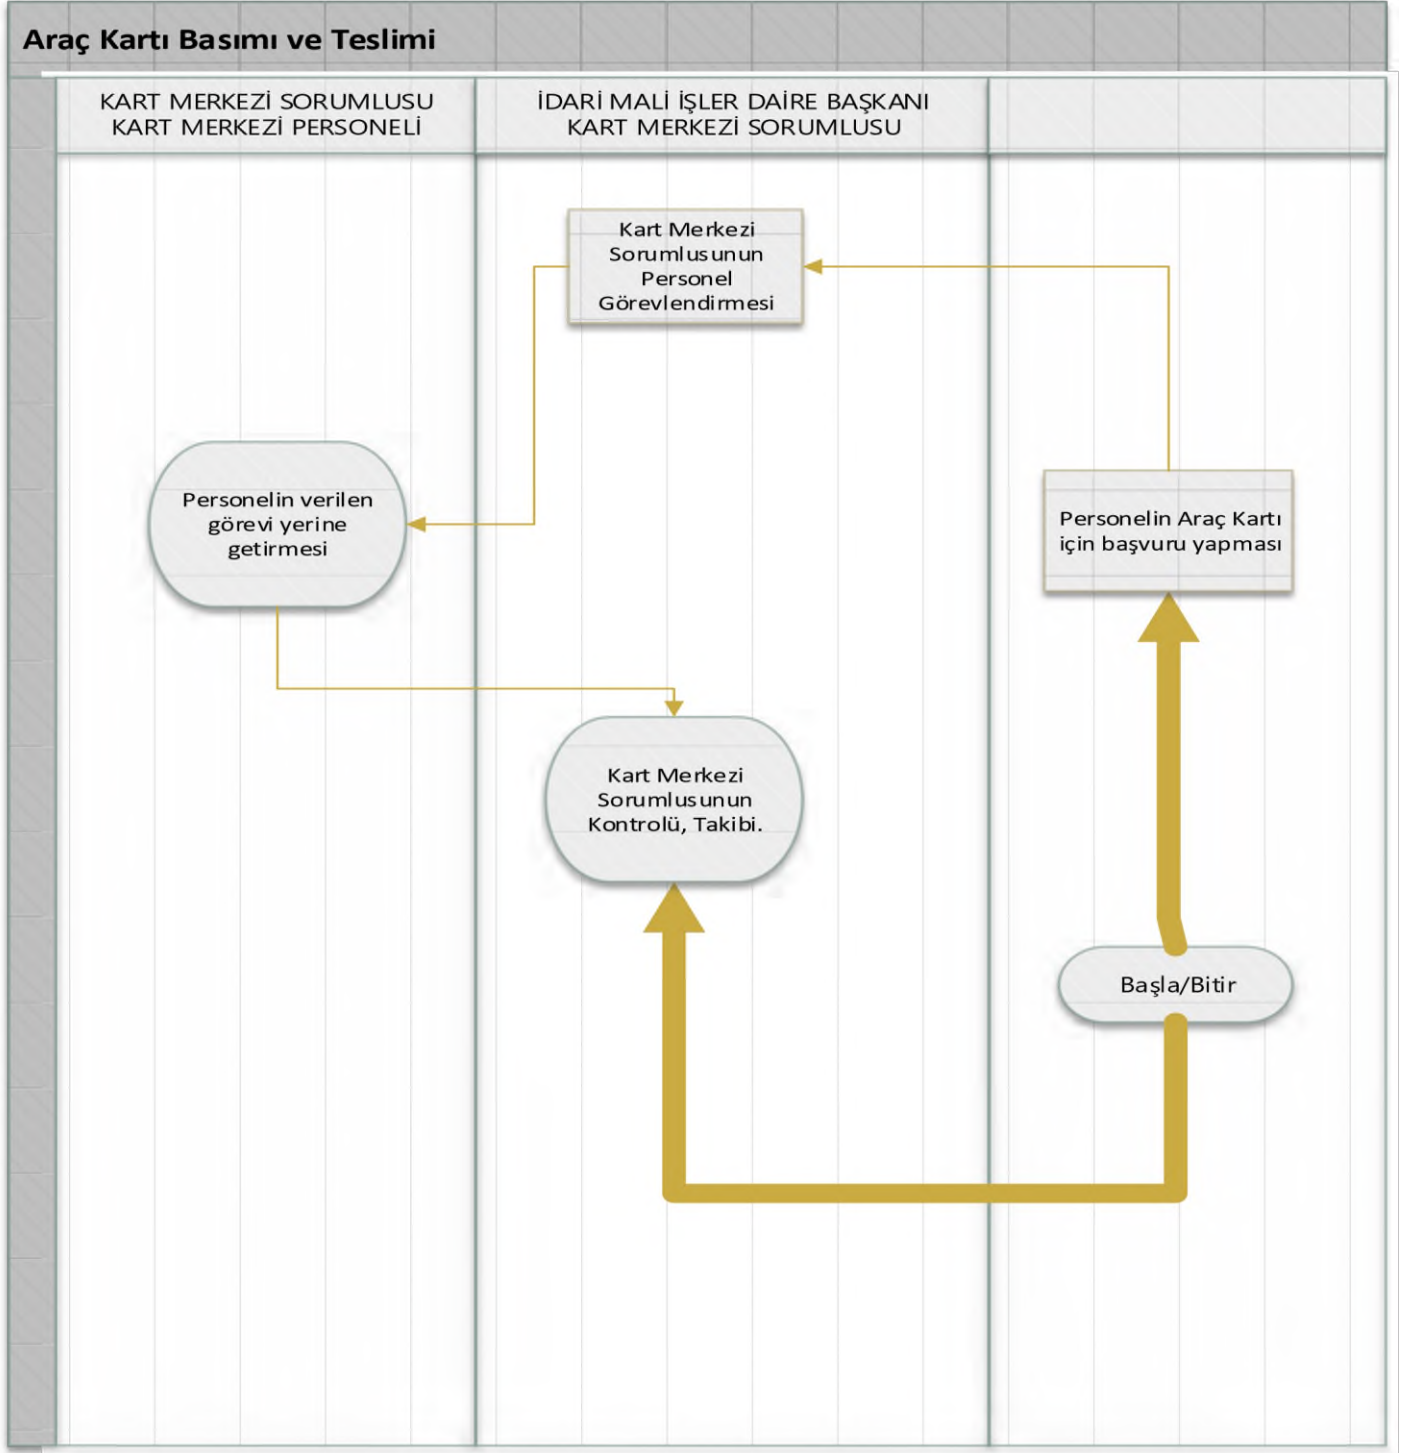 Araç Kartı Basımı ve Teslimi
KART MERKEZİ SORUMLUSU
KART MERKEZİ PERSONELİ
İDARİ MALİ İŞLER DAİRE BAŞKANI
KART MERKEZİ SORUMLUSU
Kart Merkezi
Sorumlusunun
Personel
Görevlendirmesi
Personelin verilen
görevi yerine
getirmesi
Personelin Araç Kartı
için başvuru yapması
Kart Merkezi
Sorumlusunun
Kontrolü, Takibi.
Başla/Bitir